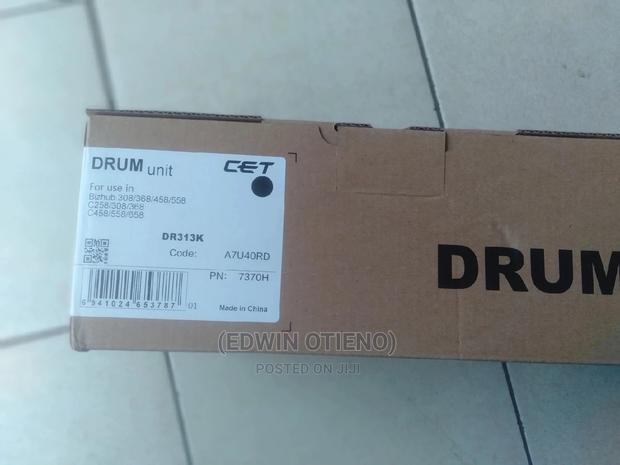 DRUM unit
CET
For use in
Bizhub 308/368/458/558
C258/308/368
C458/558/658
DR313K
Code: A7U40RD
PN: 7370H
6 941024 653787 01
Made in China
DRUM
(EDWIN OTIENO)
POSTED ON JIJI